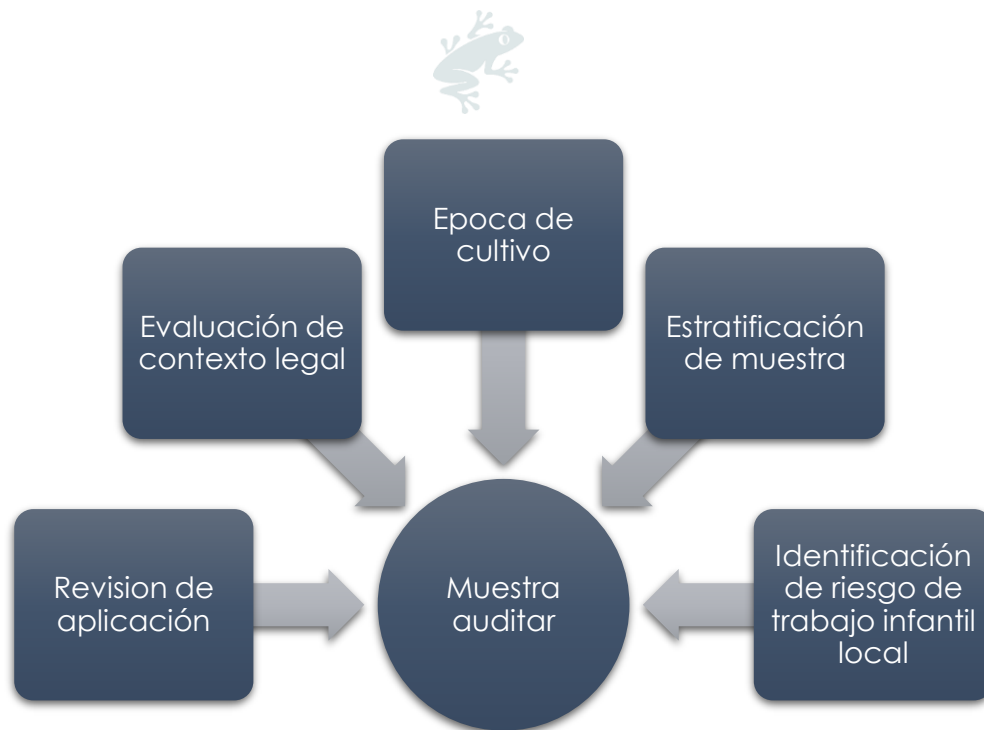 Epoca de
cultivo
Evaluación de
contexto legal
Estratificación
de muestra
Revision de
aplicación
Muestra
auditar
Identificación
de riesgo de
trabajo infantil
local